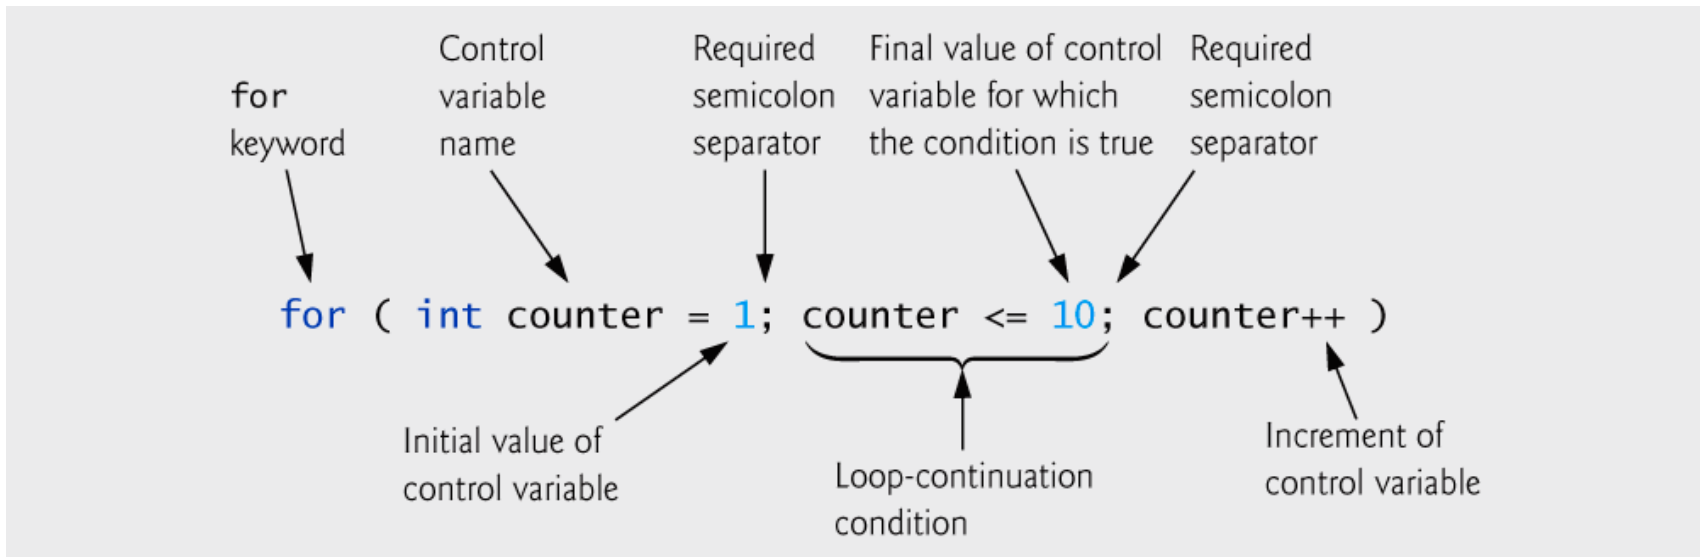 for
keyword
Control
variable
name
Required
semicolon
separator
Final value of control
variable for which
the condition is true
Required
semicolon
separator
for ( int counter = 1; counter <= 10; counter++ )
Initial value of
control variable
Loop-continuation
condition
Increment of
control variable